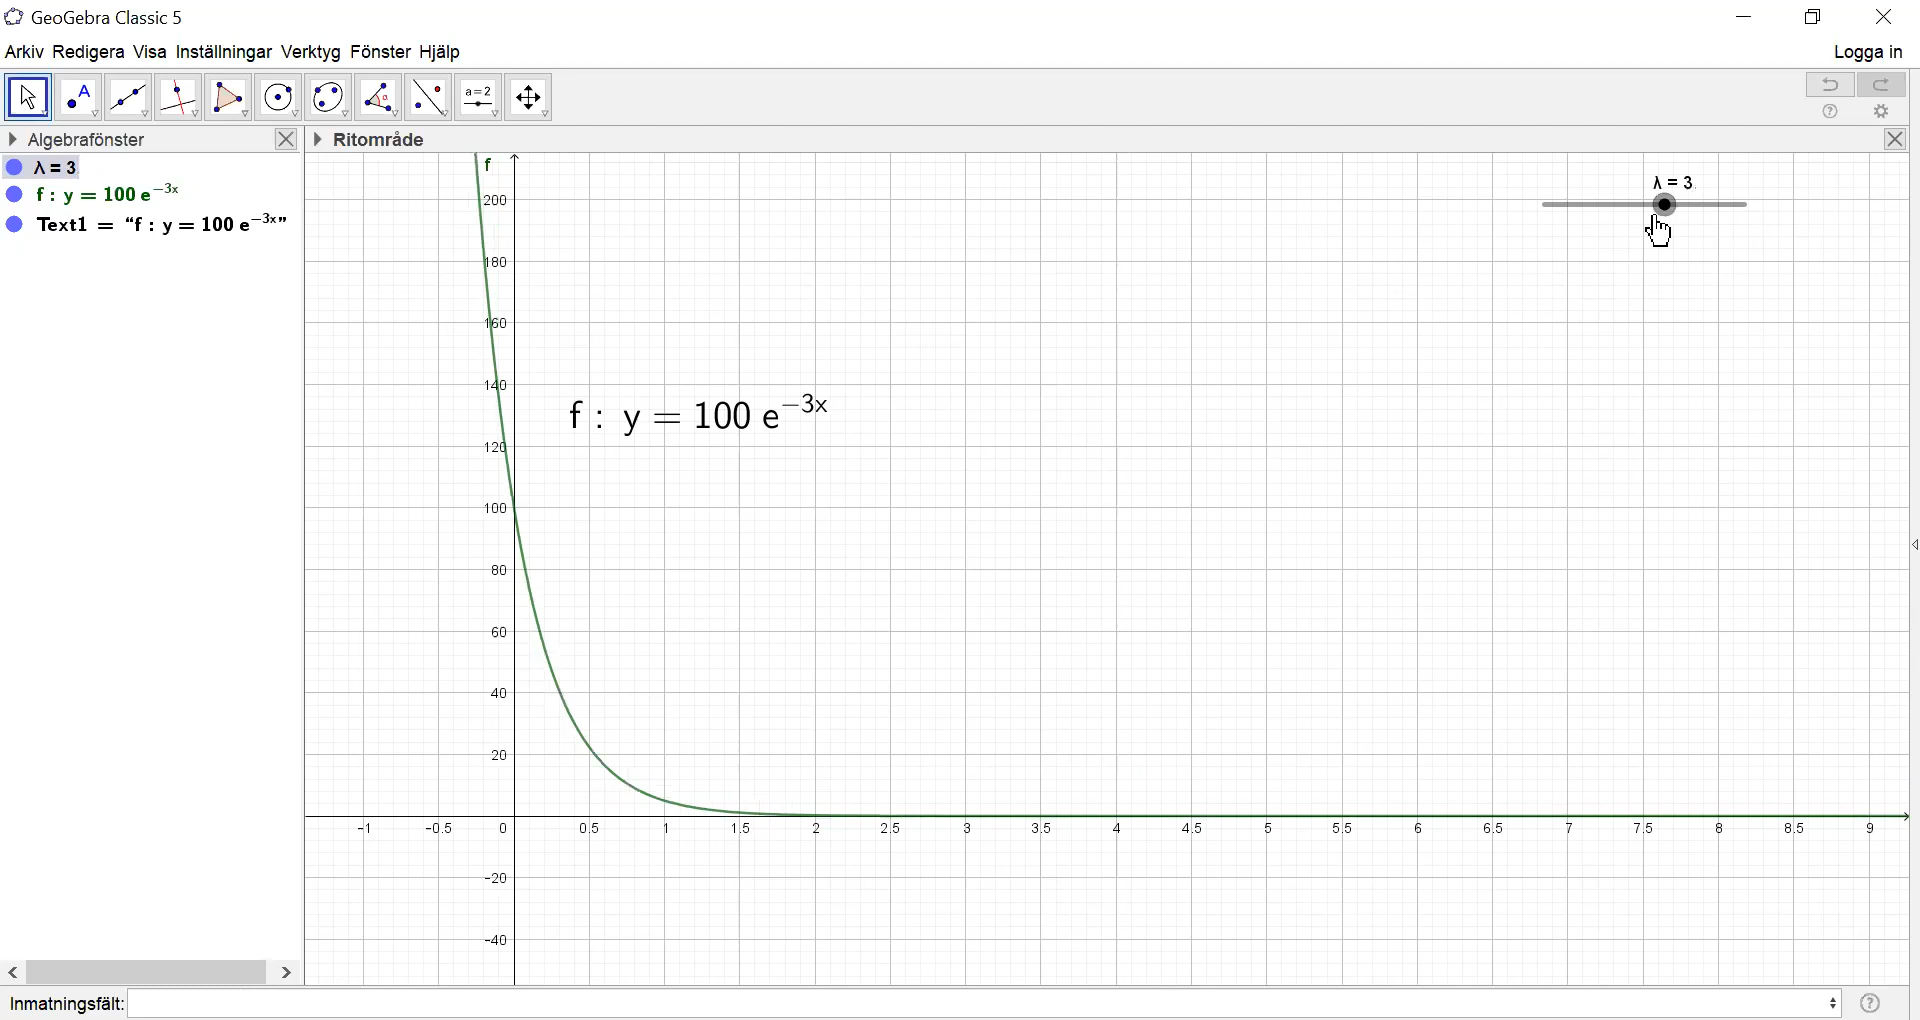 GeoGebra Classic 5
Arkiv Redigera Visa Inställningar Verktyg Fönster Hjälp
Logga in
A
α
a=2
Algebrafönster
Ritområde
λ = 3
f : y = 100 e⁻³ˣ
Text1 = “f : y = 100 e⁻³ˣ”
f
λ = 3
200
180
160
140
f : y = 100 e⁻³ˣ
120
100
80
60
40
20
-1 -0.5 0 0.5 1 1.5 2 2.5 3 3.5 4 4.5 5 5.5 6 6.5 7 7.5 8 8.5 9
-20
-40
Inmatningsfält: